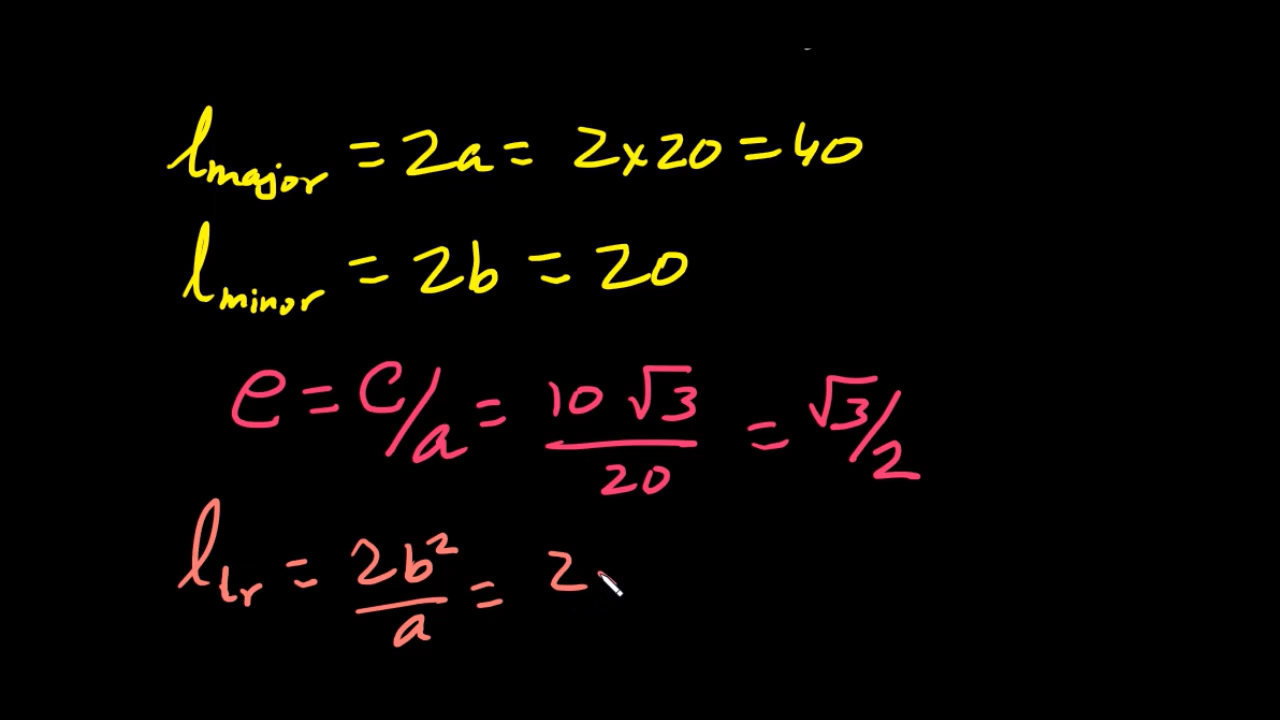 l_major = 2a = 2x20 = 40
l_minor = 2b = 20
e = c/a = 10√3/20 = √3/2
l_lr = 2b²/a = 2